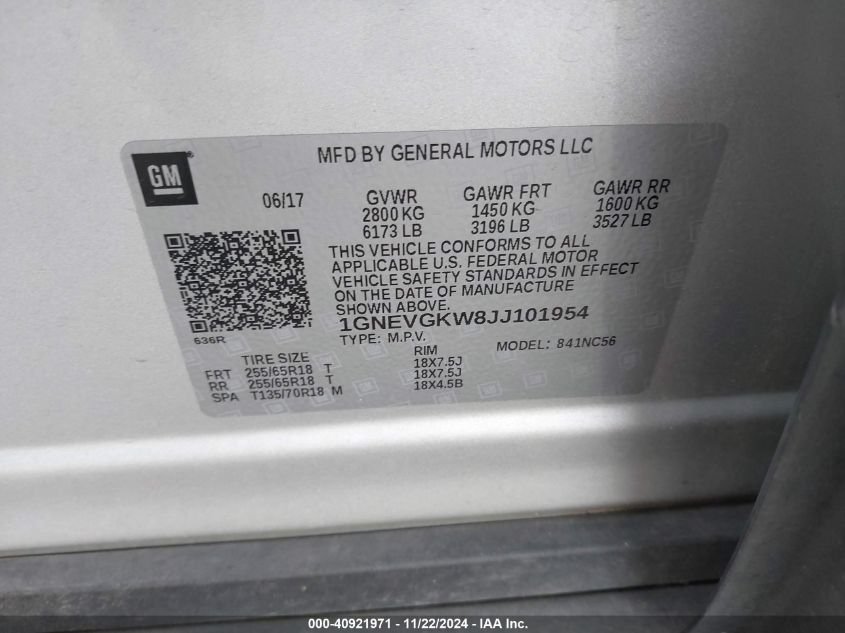 GM®
MFD BY GENERAL MOTORS LLC
06/17 GVWR GAWR FRT GAWR RR
2800 KG 1450 KG 1600 KG
6173 LB 3196 LB 3527 LB
THIS VEHICLE CONFORMS TO ALL
APPLICABLE U.S. FEDERAL MOTOR
VEHICLE SAFETY STANDARDS IN EFFECT
ON THE DATE OF MANUFACTURE
SHOWN ABOVE.
1GNEVGKW8JJ101954
636R
TYPE: M.P.V. MODEL: 841NC56
TIRE SIZE RIM
FRT 255/65R18 T 18X7.5J
RR 255/65R18 T 18X7.5J
SPA T135/70R18 M 18X4.5B
000-40921971 - 11/22/2024 - IAA Inc.